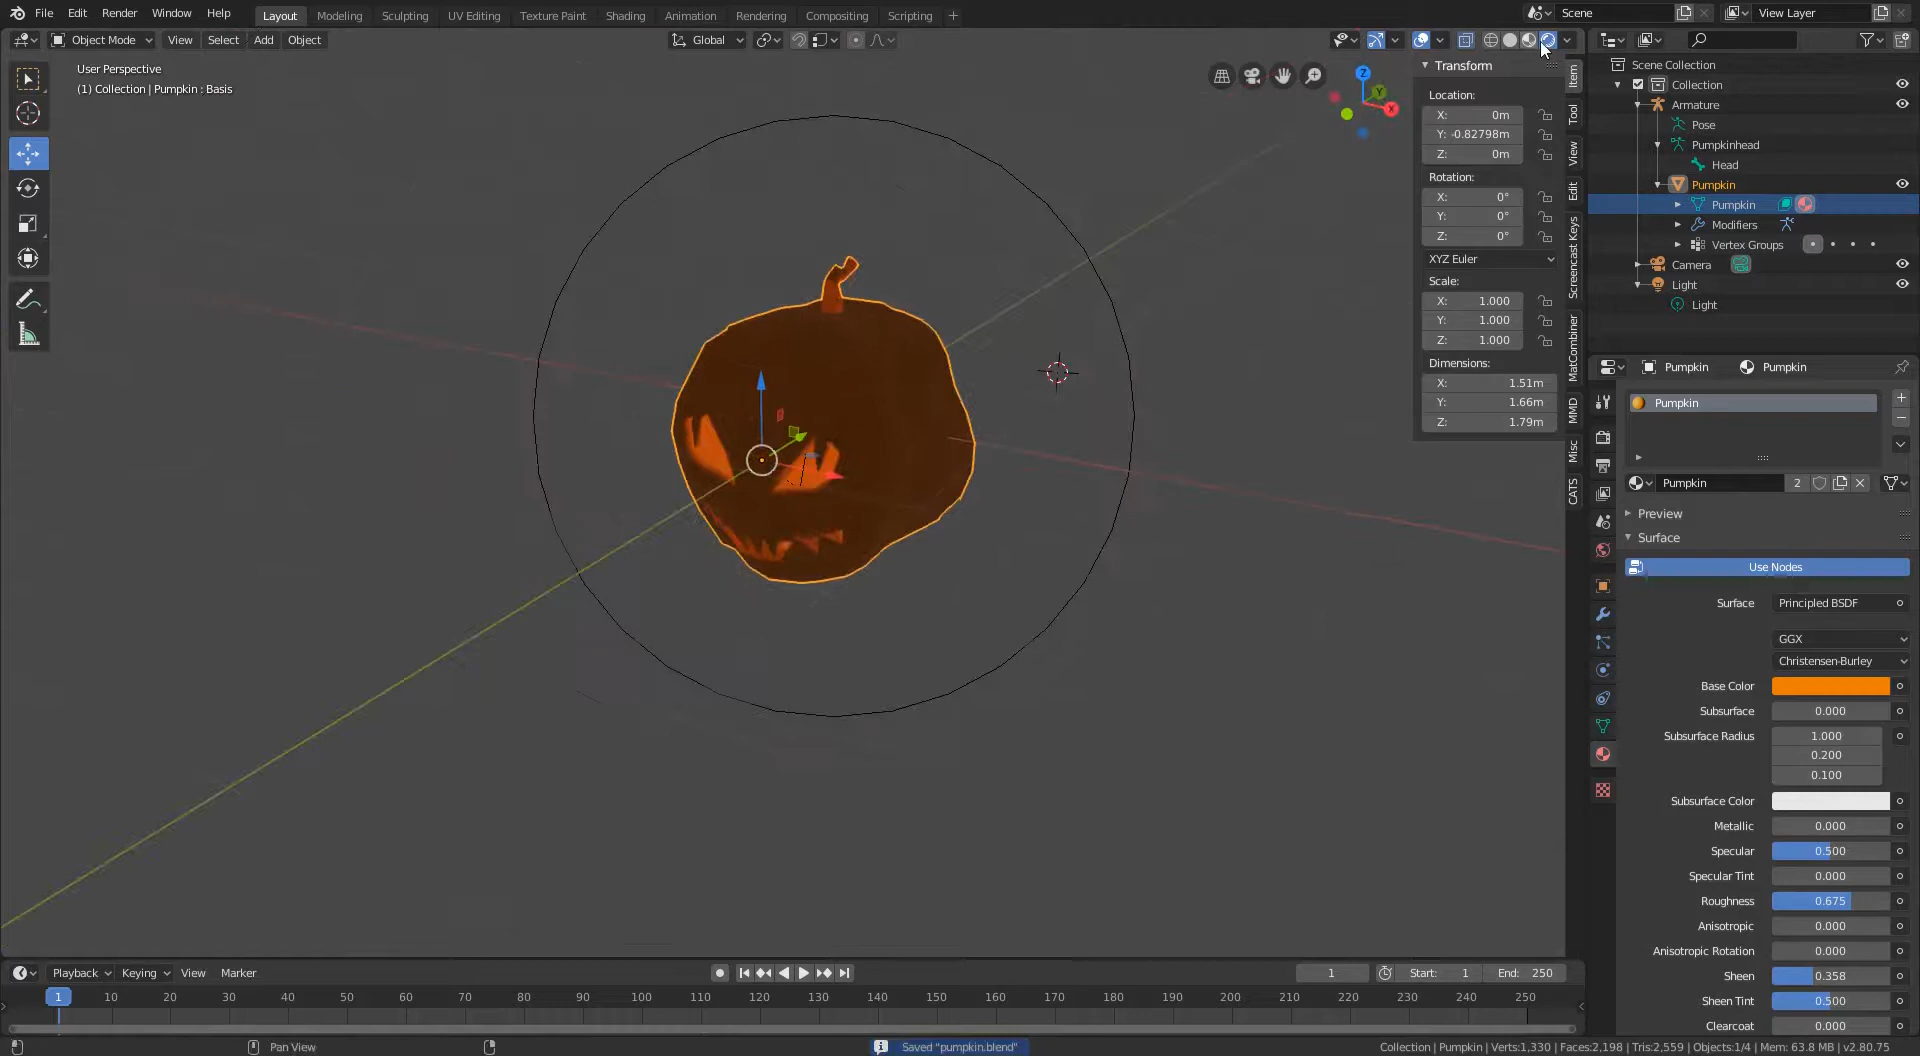 File Edit Render Window Help Layout Modeling Sculpting UV Editing Texture Paint Shading Animation Rendering Compositing Scripting + Scene View Layer
Object Mode View Select Add Object Global
User Perspective
(1) Collection | Pumpkin : Basis
Transform
Location:
X: 0m
Y: -0.82798m
Z: 0m
Rotation:
X: 0°
Y: 0°
Z: 0°
XYZ Euler
Scale:
X: 1.000
Y: 1.000
Z: 1.000
Dimensions:
X: 1.51m
Y: 1.66m
Z: 1.79m
Z
Y
X
Item
Tool
View
Edit
Screencast Keys
MatCombiner
MMD
Misc
CATS
Scene Collection
Collection
Armature
Pose
Pumpkinhead
Head
Pumpkin
Pumpkin
Modifiers
Vertex Groups
Camera
Light
Light
Pumpkin Pumpkin
Pumpkin
Pumpkin 2
Preview
Surface
Use Nodes
Surface Principled BSDF
GGX
Christensen-Burley
Base Color
Subsurface 0.000
Subsurface Radius 1.000
0.200
0.100
Subsurface Color
Metallic 0.000
Specular 0.500
Specular Tint 0.000
Roughness 0.675
Anisotropic 0.000
Anisotropic Rotation 0.000
Sheen 0.358
Sheen Tint 0.500
Clearcoat 0.000
Playback Keying View Marker 1 Start: 1 End: 250
1 10 20 30 40 50 60 70 80 90 100 110 120 130 140 150 160 170 180 190 200 210 220 230 240 250
Pan View Saved "pumpkin.blend" Collection | Pumpkin | Verts:1,330 | Faces:2,198 | Tris:2,559 | Objects:1/4 | Mem: 63.8 MB | v2.80.75